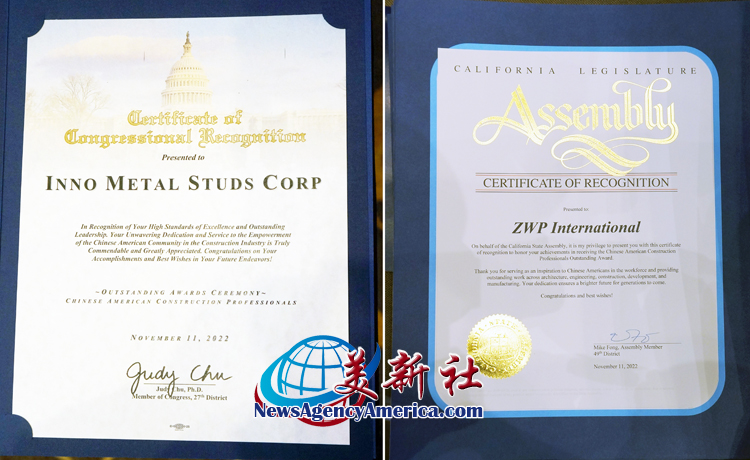 Certificate of
Congressional Recognition
Presented to
INNO METAL STUDS CORP
In Recognition of Your High Standards of Excellence and Outstanding
Leadership. Your Unwavering Dedication and Service to the Empowerment
of the Chinese American Community in the Construction Industry is Truly
Commendable and Greatly Appreciated. Congratulations on Your
Accomplishments and Best Wishes in Your Future Endeavors!
~OUTSTANDING AWARDS CEREMONY~
CHINESE AMERICAN CONSTRUCTION PROFESSIONALS
NOVEMBER 11, 2022
Judy Chu
Judy Chu, Ph.D.
Member of Congress, 27th District
CALIFORNIA LEGISLATURE
Assembly
CERTIFICATE OF RECOGNITION
Presented to:
ZWP International
On behalf of the California State Assembly, it is my privilege to present you with this certificate
of recognition to honor your achievements in receiving the Chinese American Construction
Professionals Outstanding Award.
Thank you for serving as an inspiration to Chinese Americans in the workforce and providing
outstanding work across architecture, engineering, construction, development, and
manufacturing. Your dedication ensures a brighter future for generations to come.
Congratulations and best wishes!
Mike Fong, Assembly Member
49th District
November 11, 2022
美新社
NewsAgencyAmerica.com